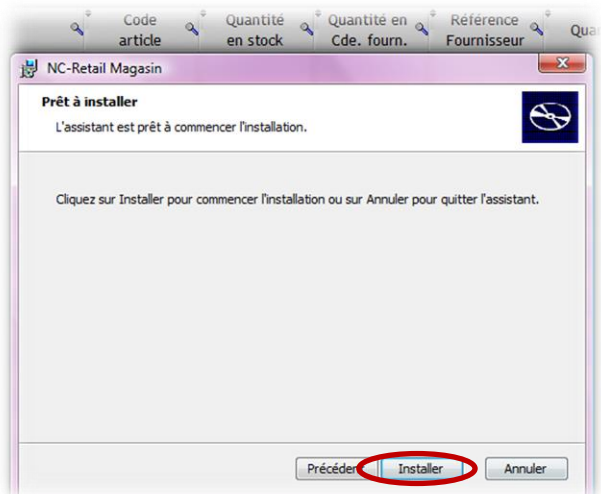 Code Quantité Quantité en Référence
article en stock Cde. fourn. Fournisseur
NC-Retail Magasin
Prêt à installer
L'assistant est prêt à commencer l'installation.
Cliquez sur Installer pour commencer l'installation ou sur Annuler pour quitter l'assistant.
Installer Annuler